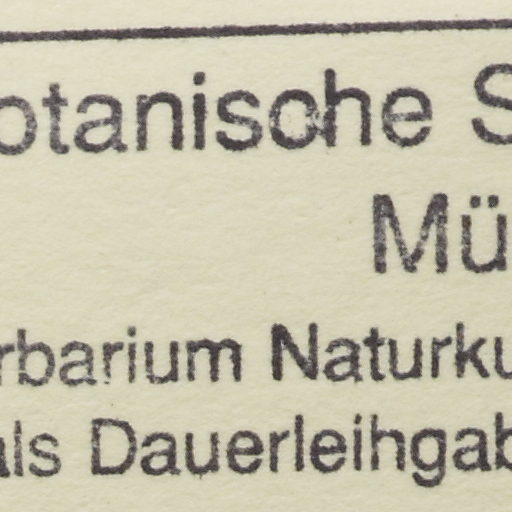 otanische S
Mü
rbarium Naturku
als Dauerleihgab